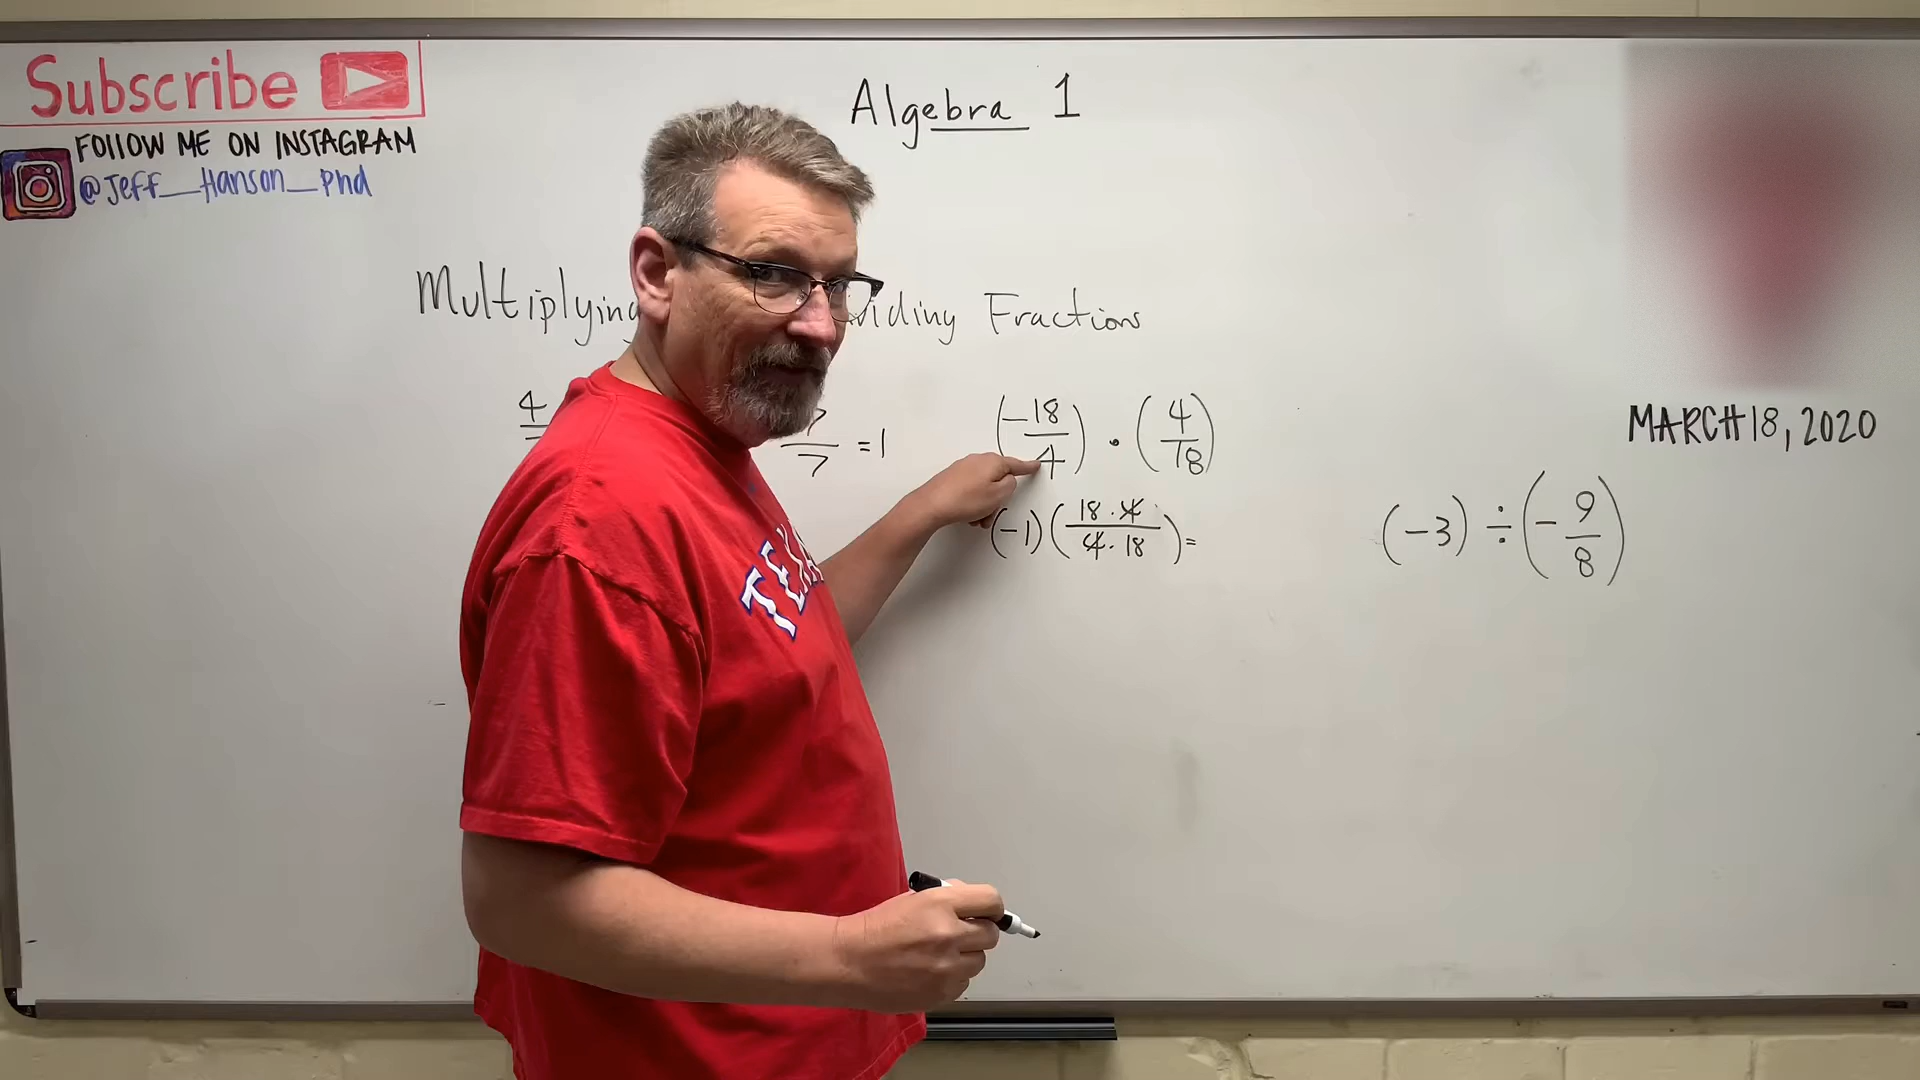 Subscribe
FOLLOW ME ON INSTAGRAM
@Jeff_Hanson_PhD
Algebra 1
Multiplying Fractions
4
7/7 = 1
(-18/4) · (4/18)
(-1)(18·4/4·18) =
MARCH 18, 2020
(-3) ÷ (-9/8)
TEXA